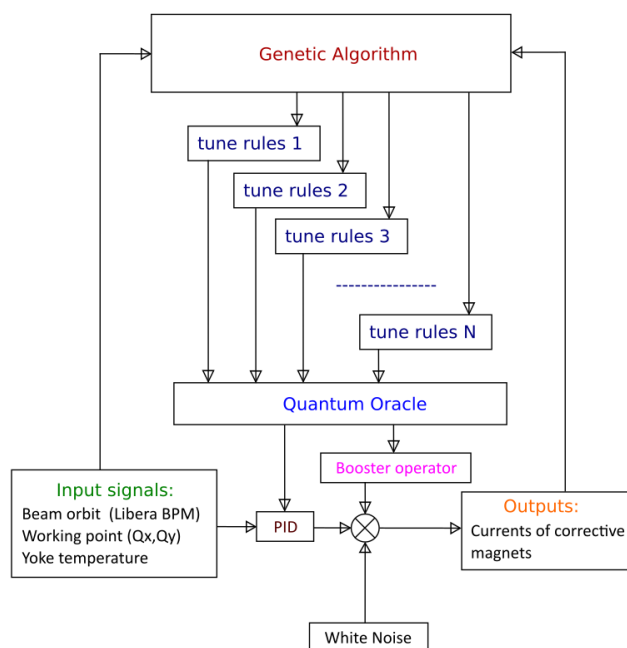 Genetic Algorithm
tune rules 1
tune rules 2
tune rules 3
tune rules N
Quantum Oracle
Booster operator
Input signals:
Beam orbit (Libera BPM)
Working point (Qx,Qy)
Yoke temperature
PID
Outputs:
Currents of corrective
magnets
White Noise